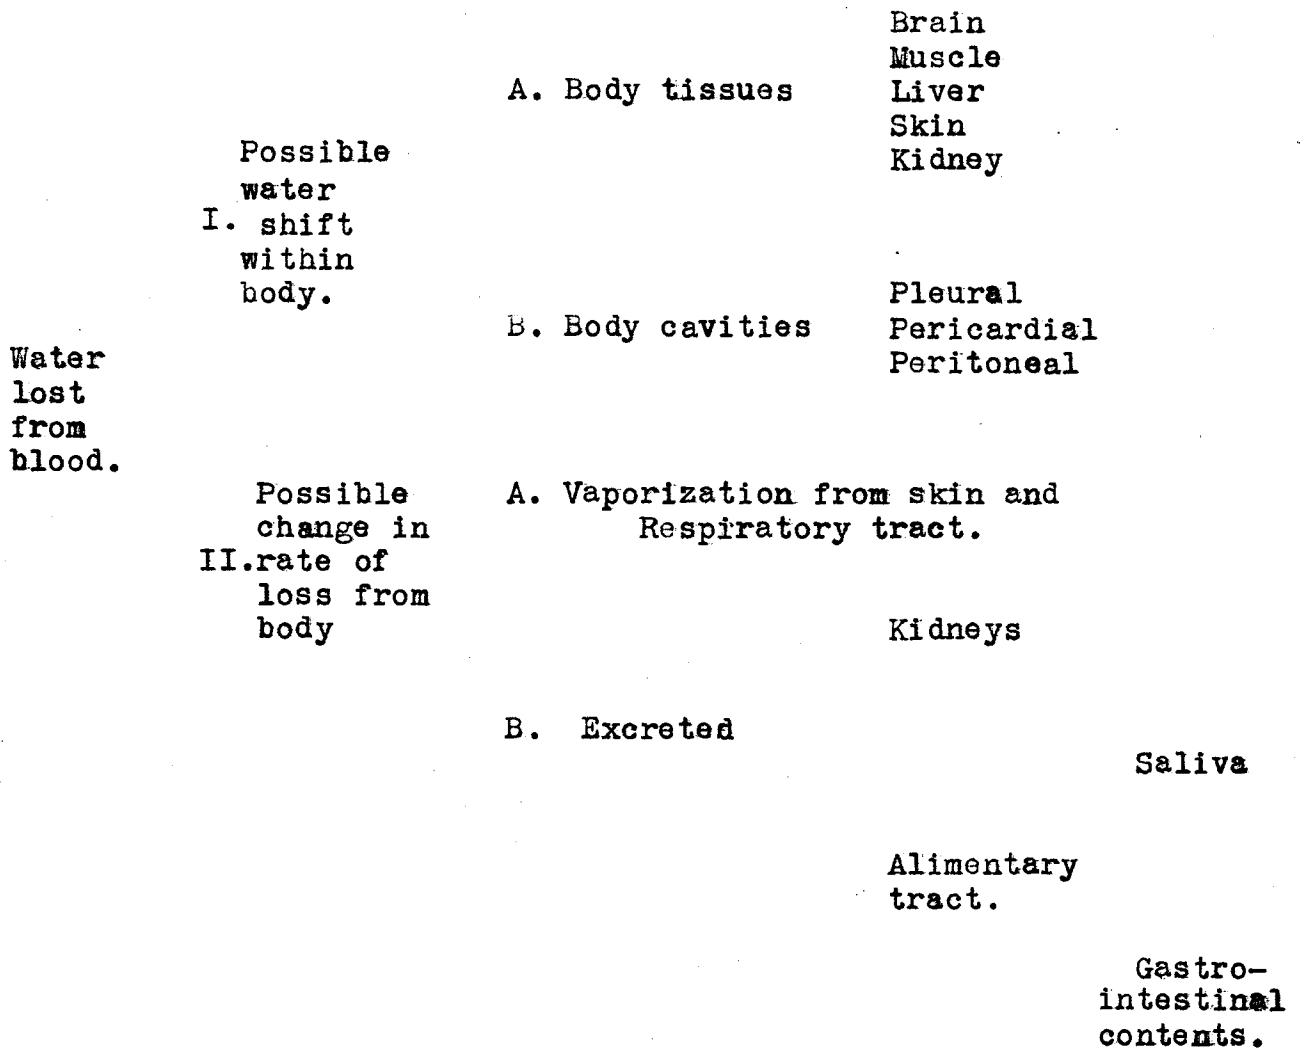 Water
lost
from
blood.
I.
Possible
water
shift
within
body.
A. Body tissues
Brain
Muscle
Liver
Skin
Kidney
B. Body cavities
Pleural
Pericardial
Peritoneal
II.
Possible
change in
rate of
loss from
body
A. Vaporization from skin and
Respiratory tract.
B. Excreted
Kidneys
Alimentary
tract.
Saliva
Gastro-
intestinal
contents.